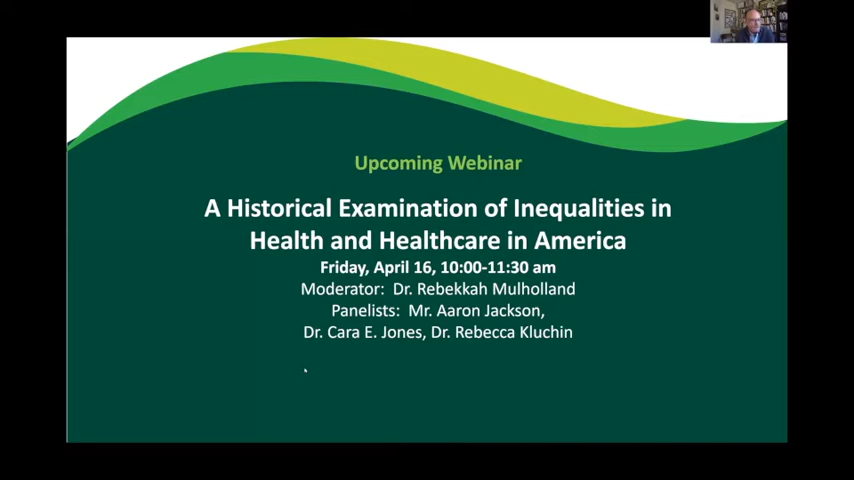 Upcoming Webinar
A Historical Examination of Inequalities in
Health and Healthcare in America
Friday, April 16, 10:00-11:30 am
Moderator: Dr. Rebekkah Mulholland
Panelists: Mr. Aaron Jackson,
Dr. Cara E. Jones, Dr. Rebecca Kluchin